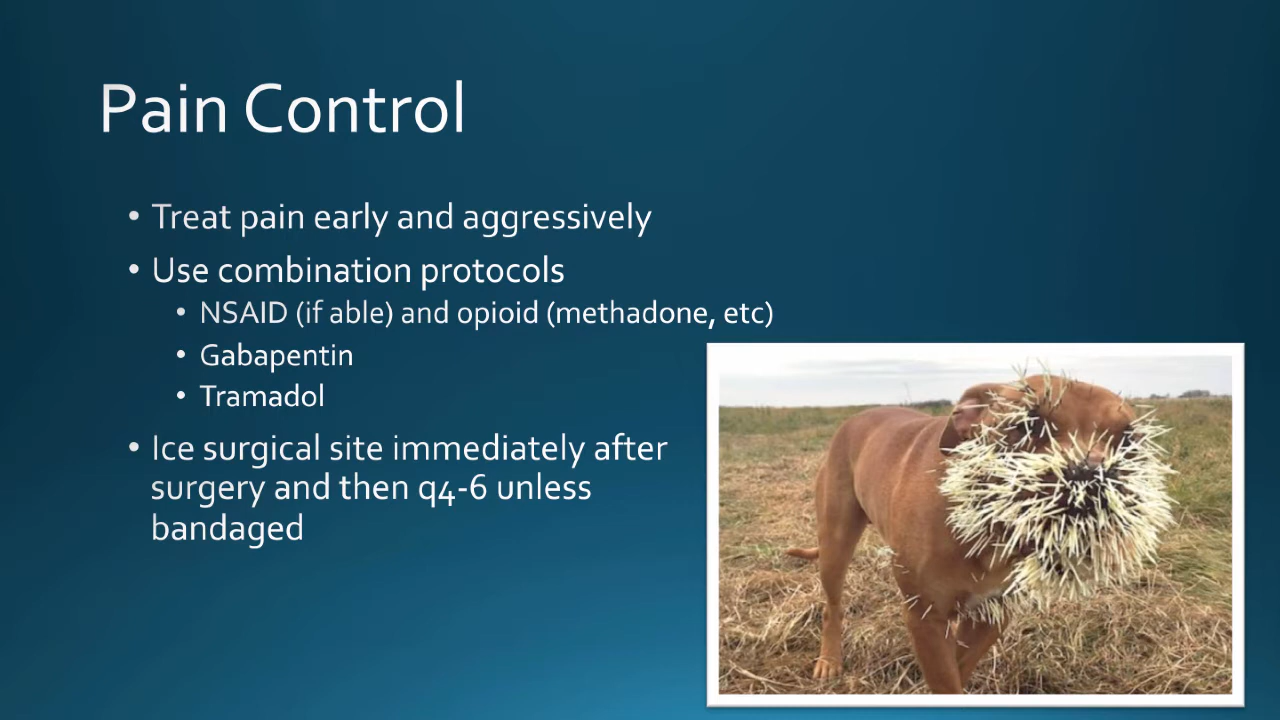 Pain Control
• Treat pain early and aggressively
• Use combination protocols
• NSAID (if able) and opioid (methadone, etc)
• Gabapentin
• Tramadol
• Ice surgical site immediately after
surgery and then q4-6 unless
bandaged